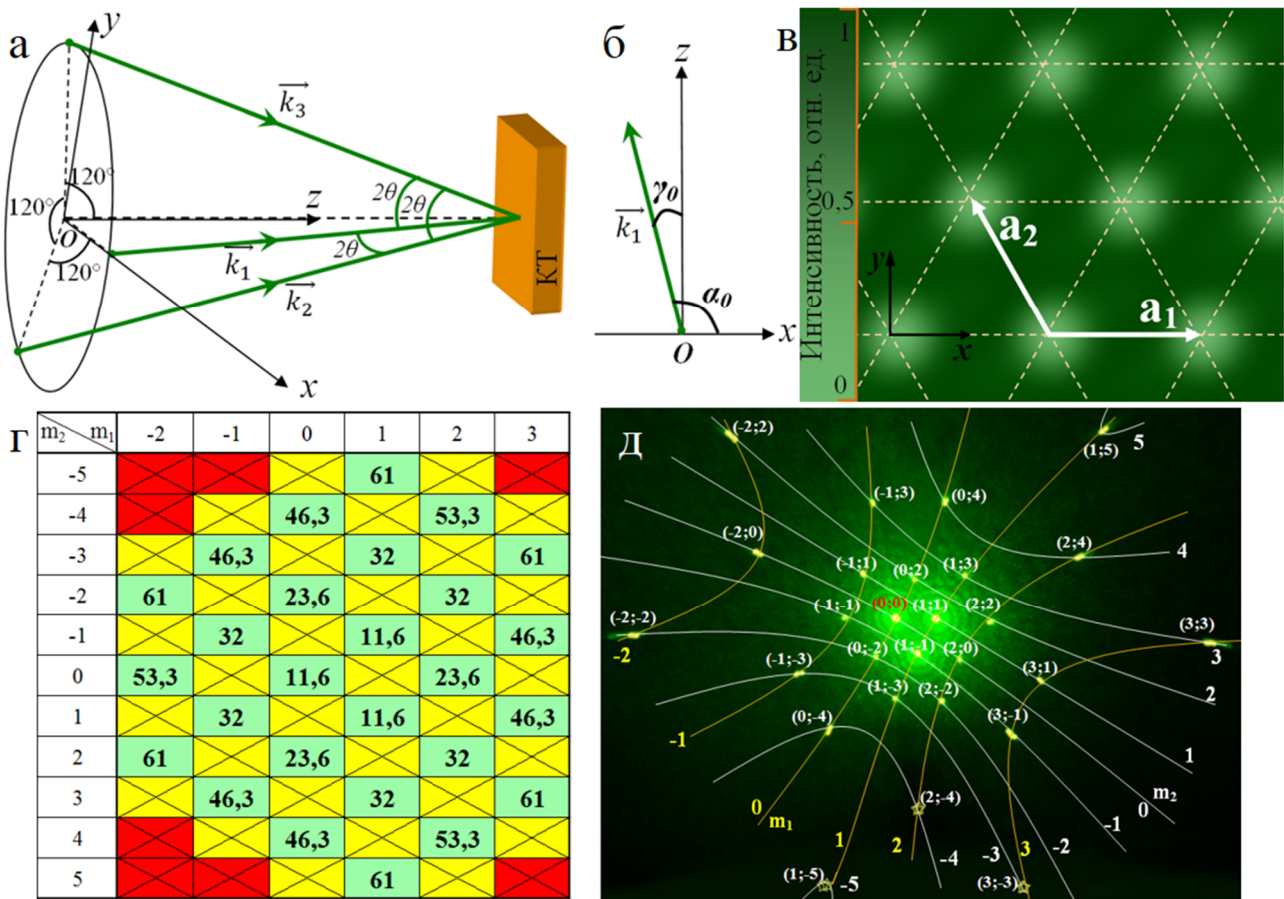 а
y
k₃
120°
120°
120°
O
z
2θ
2θ
2θ
k₁
k₂
КТ
x
б
z
γ₀
k₁
α₀
O
x
в
Интенсивность, отн. ед.
1
0,5
0
a₂
a₁
y
x
г
m₂ m₁ -2 -1 0 1 2 3
-5 61
-4 46,3 53,3
-3 46,3 32 61
-2 61 23,6 32
-1 32 11,6 46,3
0 53,3 11,6 23,6
1 32 11,6 46,3
2 61 23,6 32
3 46,3 32 61
4 46,3 53,3
5 61
д
(-2;2)
(1;5)
5
(-1;3)
(0;4)
(-2;0)
(2;4)
4
(-1;1)
(0;2)
(1;3)
(-1;-1)
(0;0)
(1;1)
(2;2)
(-2;-2)
(3;3)
-2
3
(0;-2)
(1;-1)
(2;0)
(-1;-3)
(3;1)
2
(1;-3)
(2;-2)
(0;-4)
(3;-1)
-1
1
0
m₁
m₂
0
(2;-4)
-1
1
2
3
-2
-3
-4
(1;-5)
-5
(3;-3)